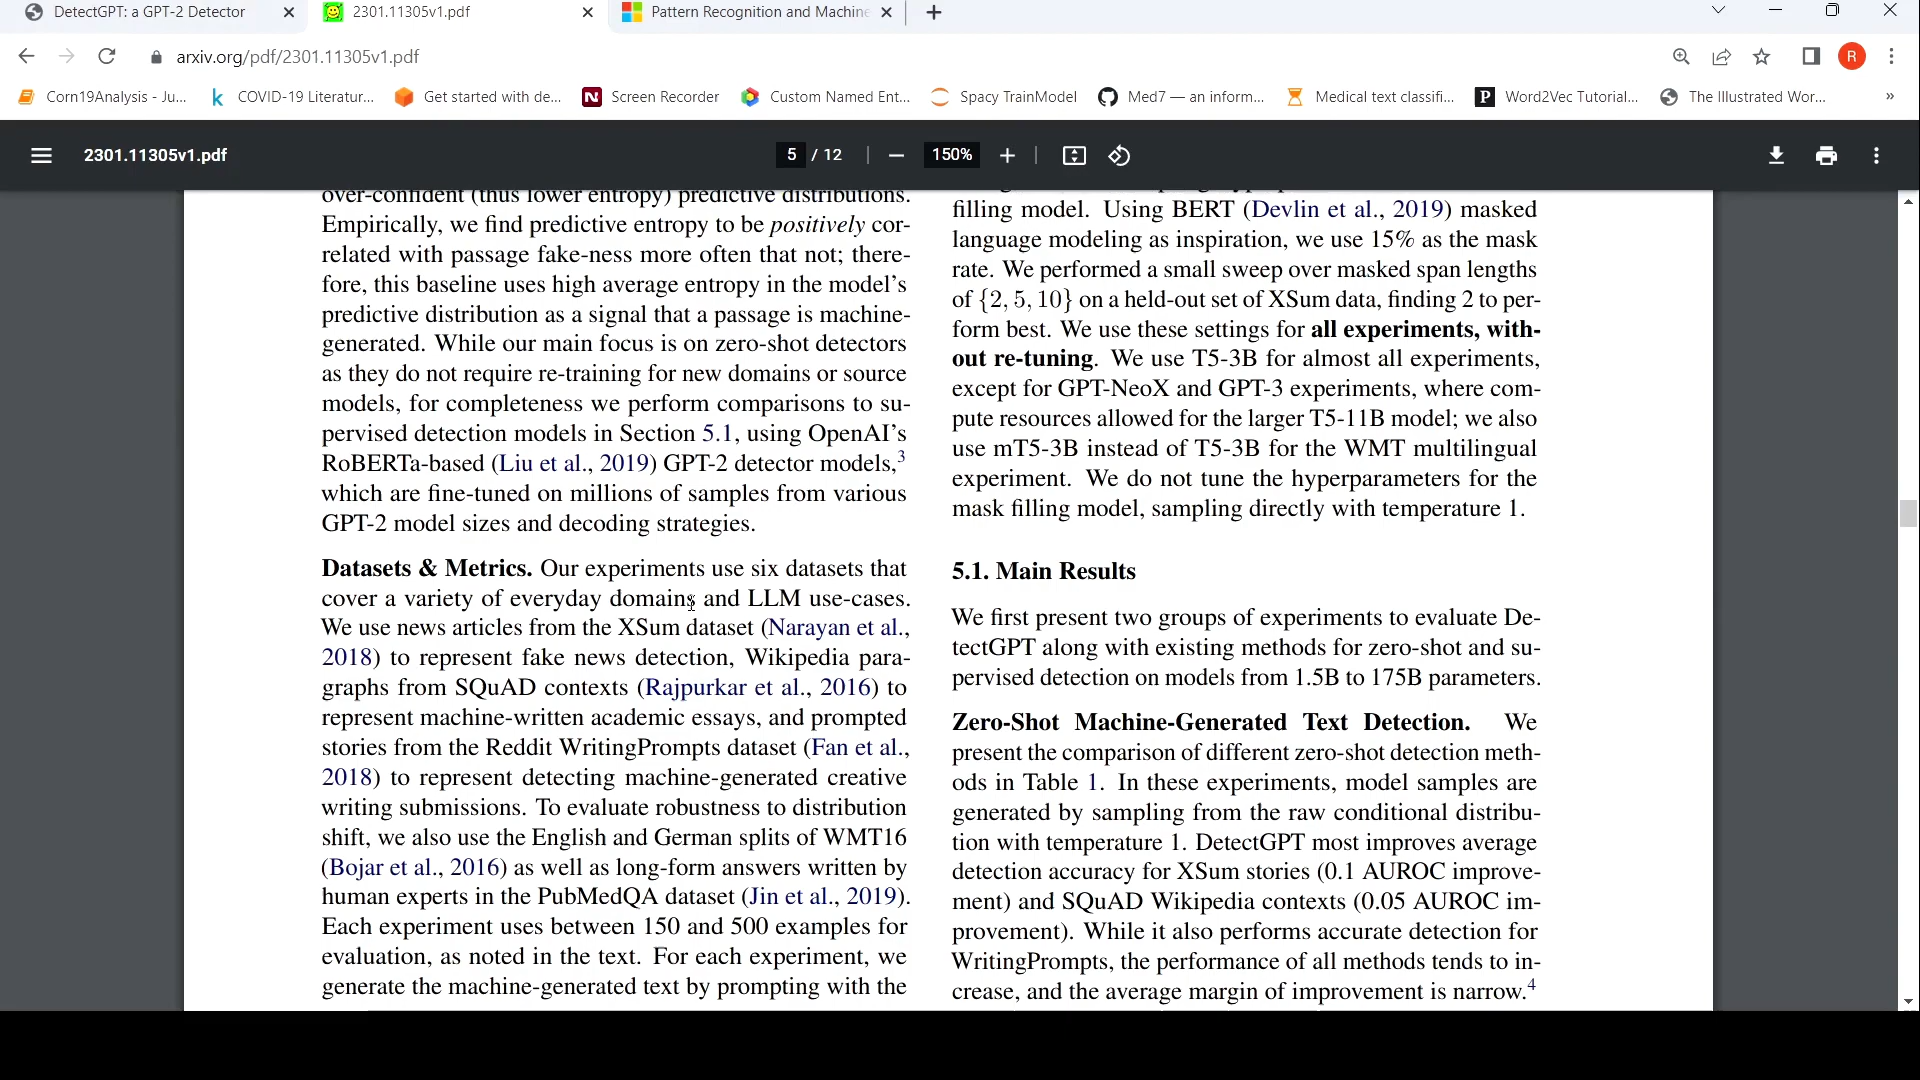 DetectGPT: a GPT-2 Detector
2301.11305v1.pdf
Pattern Recognition and Machine
arxiv.org/pdf/2301.11305v1.pdf
R
Corn19Analysis - Ju...
COVID-19 Literatur...
Get started with de...
Screen Recorder
Custom Named Ent...
Spacy TrainModel
Med7 — an inform...
Medical text classifi...
Word2Vec Tutorial...
The Illustrated Wor...
»
2301.11305v1.pdf
5 / 12
150%
over-confident (thus lower entropy) predictive distributions.
Empirically, we find predictive entropy to be positively cor-
related with passage fake-ness more often that not; there-
fore, this baseline uses high average entropy in the model's
predictive distribution as a signal that a passage is machine-
generated. While our main focus is on zero-shot detectors
as they do not require re-training for new domains or source
models, for completeness we perform comparisons to su-
pervised detection models in Section 5.1, using OpenAI's
RoBERTa-based (Liu et al., 2019) GPT-2 detector models,3
which are fine-tuned on millions of samples from various
GPT-2 model sizes and decoding strategies.
Datasets & Metrics. Our experiments use six datasets that
cover a variety of everyday domains and LLM use-cases.
We use news articles from the XSum dataset (Narayan et al.,
2018) to represent fake news detection, Wikipedia para-
graphs from SQuAD contexts (Rajpurkar et al., 2016) to
represent machine-written academic essays, and prompted
stories from the Reddit WritingPrompts dataset (Fan et al.,
2018) to represent detecting machine-generated creative
writing submissions. To evaluate robustness to distribution
shift, we also use the English and German splits of WMT16
(Bojar et al., 2016) as well as long-form answers written by
human experts in the PubMedQA dataset (Jin et al., 2019).
Each experiment uses between 150 and 500 examples for
evaluation, as noted in the text. For each experiment, we
generate the machine-generated text by prompting with the
filling model. Using BERT (Devlin et al., 2019) masked
language modeling as inspiration, we use 15% as the mask
rate. We performed a small sweep over masked span lengths
of {2, 5, 10} on a held-out set of XSum data, finding 2 to per-
form best. We use these settings for all experiments, with-
out re-tuning. We use T5-3B for almost all experiments,
except for GPT-NeoX and GPT-3 experiments, where com-
pute resources allowed for the larger T5-11B model; we also
use mT5-3B instead of T5-3B for the WMT multilingual
experiment. We do not tune the hyperparameters for the
mask filling model, sampling directly with temperature 1.
5.1. Main Results
We first present two groups of experiments to evaluate De-
tectGPT along with existing methods for zero-shot and su-
pervised detection on models from 1.5B to 175B parameters.
Zero-Shot Machine-Generated Text Detection. We
present the comparison of different zero-shot detection meth-
ods in Table 1. In these experiments, model samples are
generated by sampling from the raw conditional distribu-
tion with temperature 1. DetectGPT most improves average
detection accuracy for XSum stories (0.1 AUROC improve-
ment) and SQuAD Wikipedia contexts (0.05 AUROC im-
provement). While it also performs accurate detection for
WritingPrompts, the performance of all methods tends to in-
crease, and the average margin of improvement is narrow.4